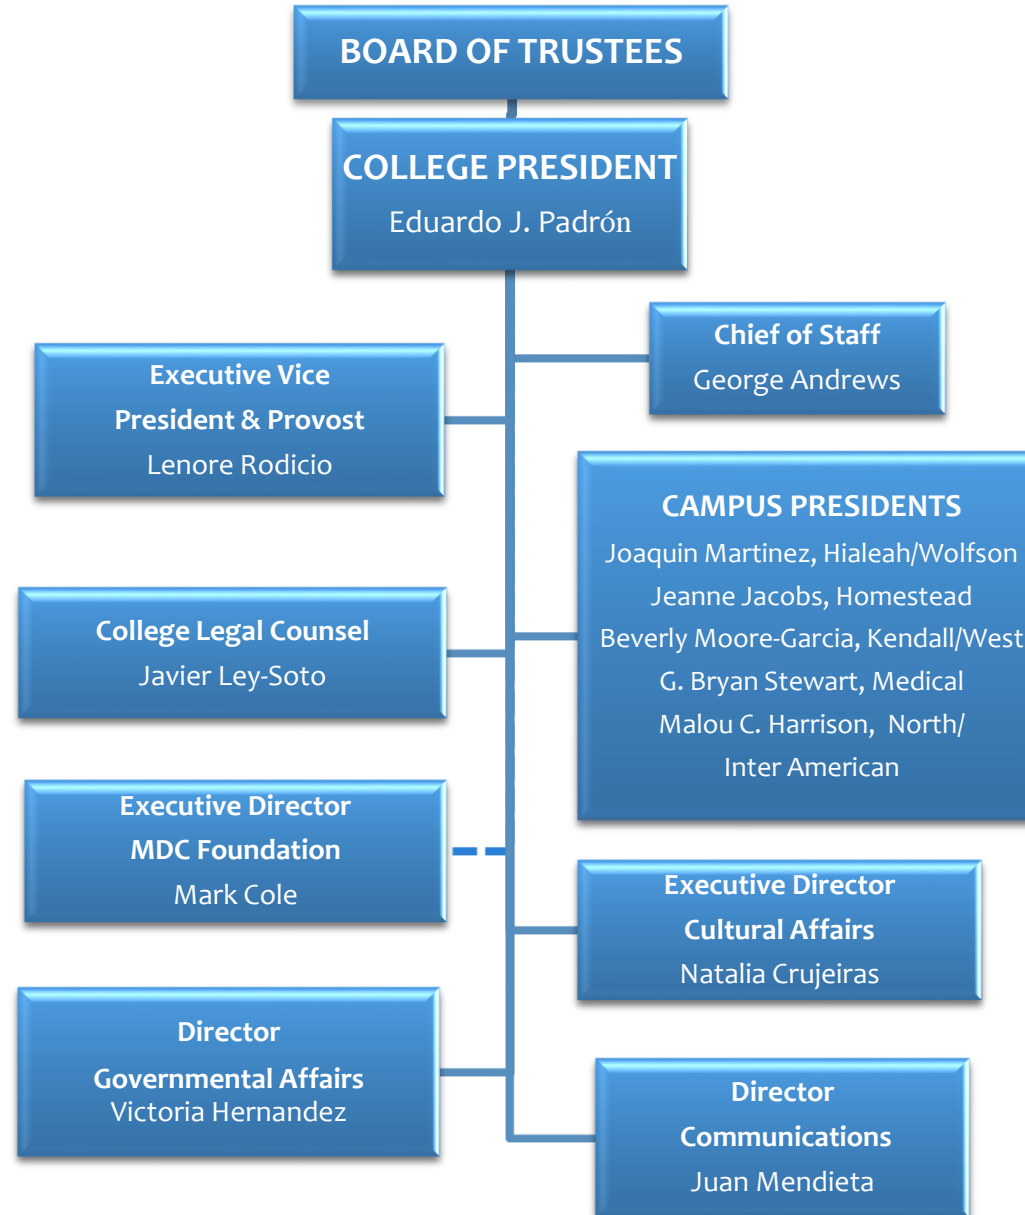 BOARD OF TRUSTEES
COLLEGE PRESIDENT
Eduardo J. Padrón
Chief of Staff
George Andrews
Executive Vice
President & Provost
Lenore Rodicio
CAMPUS PRESIDENTS
Joaquin Martinez, Hialeah/Wolfson
Jeanne Jacobs, Homestead
Beverly Moore-Garcia, Kendall/West
G. Bryan Stewart, Medical
Malou C. Harrison, North/
Inter American
College Legal Counsel
Javier Ley-Soto
Executive Director
MDC Foundation
Mark Cole
Executive Director
Cultural Affairs
Natalia Crujeiras
Director
Governmental Affairs
Victoria Hernandez
Director
Communications
Juan Mendieta